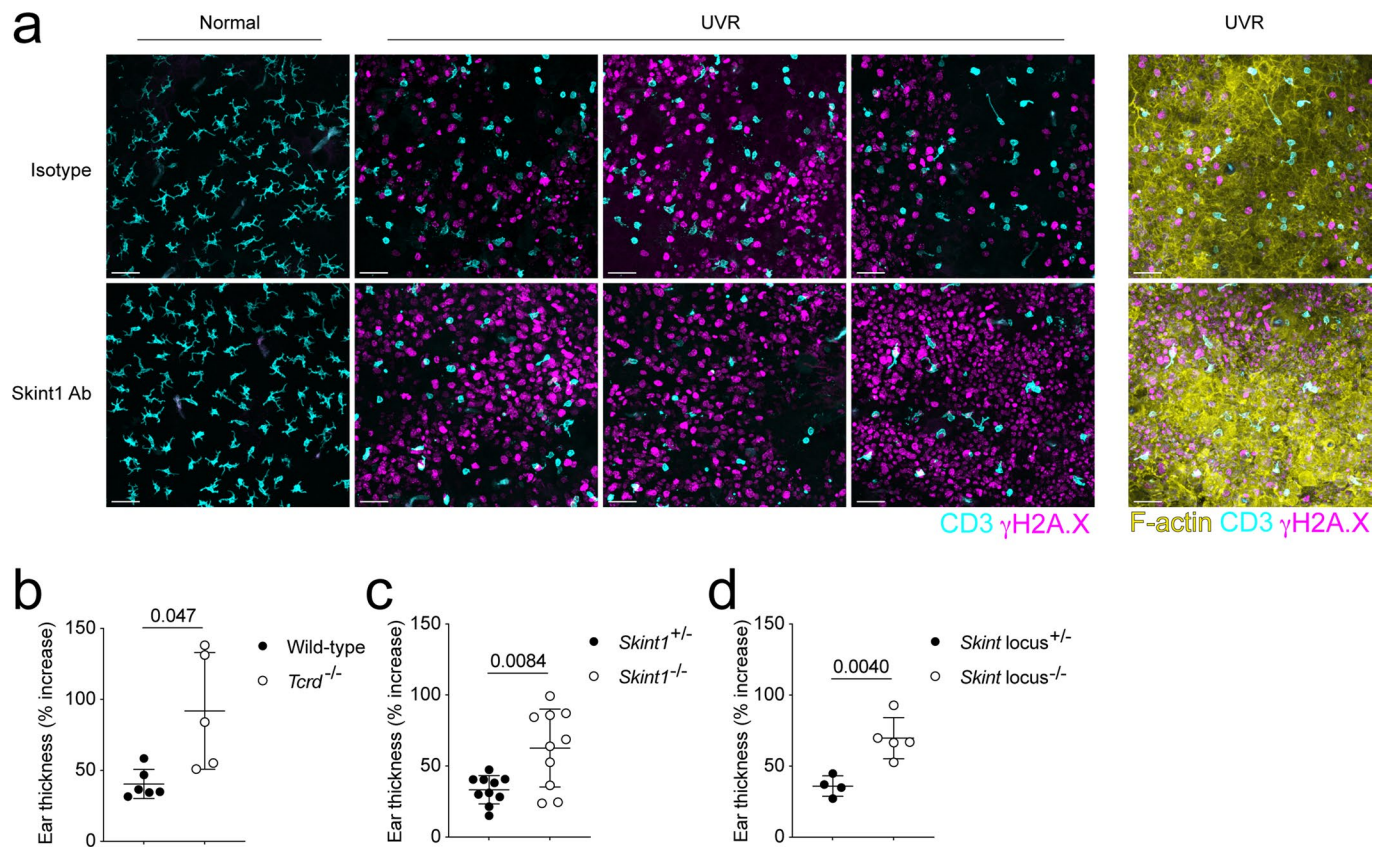 a
Normal
UVR
UVR
Isotype
Skint1 Ab
CD3 γH2A.X
F-actin CD3 γH2A.X
b
Ear thickness (% increase)
150
100
50
0
0.047
Wild-type
Tcrd-/-
c
Ear thickness (% increase)
150
100
50
0
0.0084
Skint1+/-
Skint1-/-
d
Ear thickness (% increase)
150
100
50
0
0.0040
Skint locus+/-
Skint locus-/-